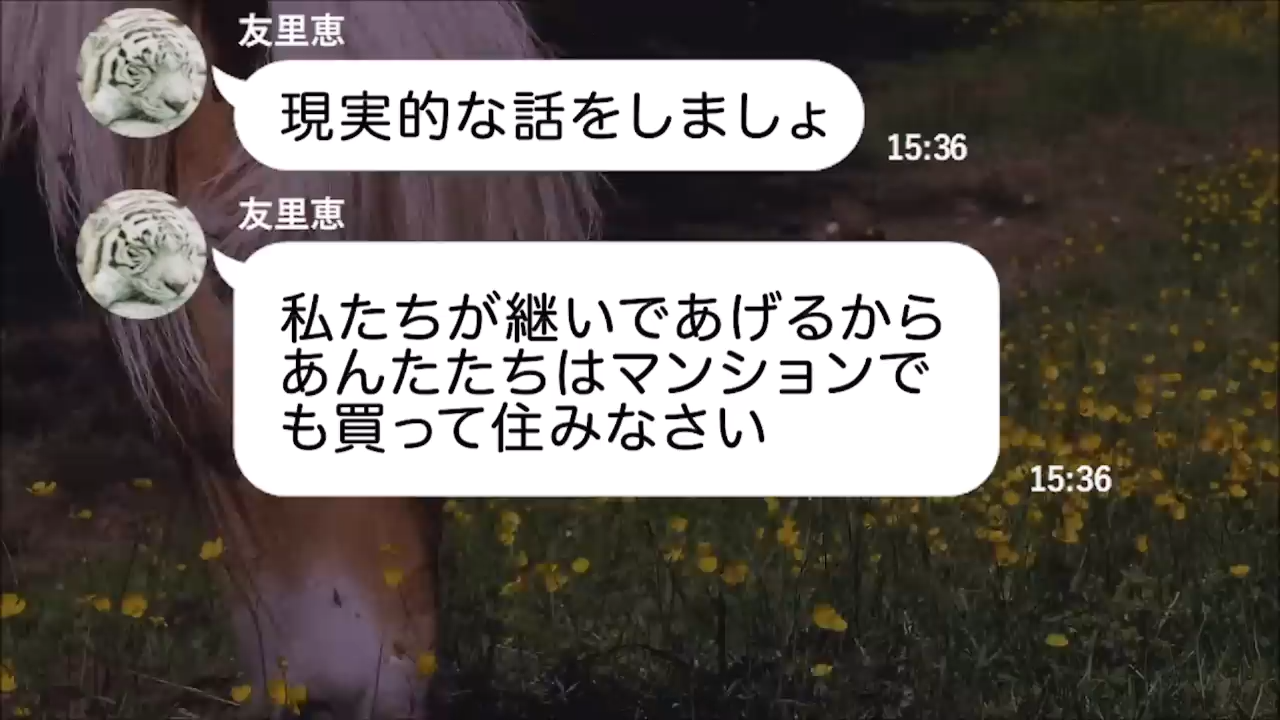 友里恵
現実的な話をしましょ
15:36
友里恵
私たちが継いであげるから
あんたたちはマンションで
も買って住みなさい
15:36